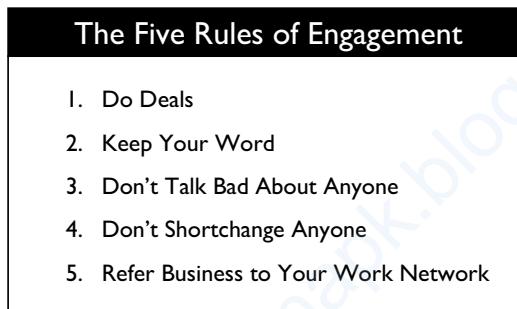 The Five Rules of Engagement
1. Do Deals
2. Keep Your Word
3. Don’t Talk Bad About Anyone
4. Don’t Shortchange Anyone
5. Refer Business to Your Work Network